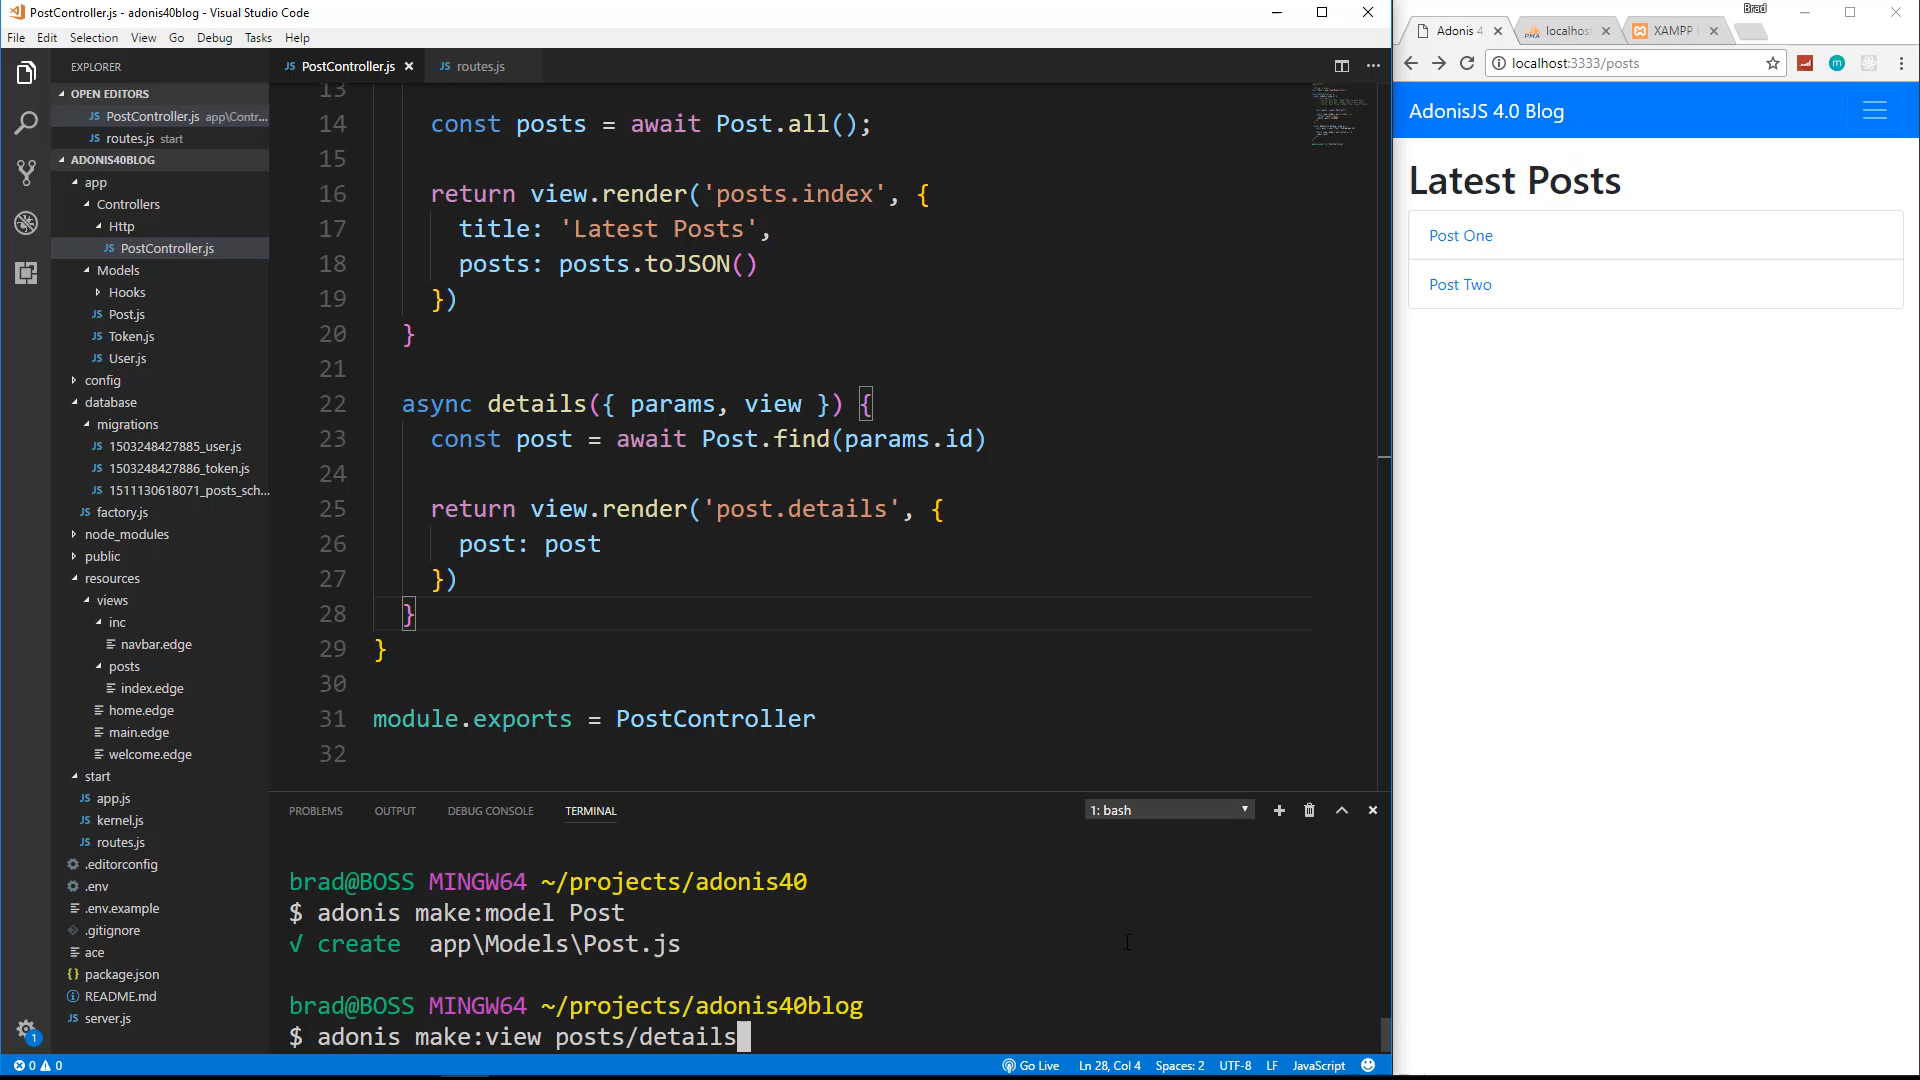 PostController.js - adonis40blog - Visual Studio Code
File Edit Selection View Go Debug Tasks Help
EXPLORER
OPEN EDITORS
PostController.js app\Contr...
routes.js start
ADONIS40BLOG
app
Controllers
Http
PostController.js
Models
Hooks
Post.js
Token.js
User.js
config
database
migrations
1503248427885_user.js
1503248427886_token.js
1511130618071_posts_sch...
factory.js
node_modules
public
resources
views
inc
navbar.edge
posts
index.edge
home.edge
main.edge
welcome.edge
start
app.js
kernel.js
routes.js
.editorconfig
.env
.env.example
.gitignore
ace
package.json
README.md
server.js
PostController.js routes.js
13
14 const posts = await Post.all();
15
16 return view.render('posts.index', {
17 title: 'Latest Posts',
18 posts: posts.toJSON()
19 })
20 }
21
22 async details({ params, view }) {
23 const post = await Post.find(params.id)
24
25 return view.render('post.details', {
26 post: post
27 })
28 }
29 }
30
31 module.exports = PostController
32
PROBLEMS OUTPUT DEBUG CONSOLE TERMINAL 1: bash
brad@BOSS MINGW64 ~/projects/adonis40
$ adonis make:model Post
√ create app\Models\Post.js
brad@BOSS MINGW64 ~/projects/adonis40blog
$ adonis make:view posts/details
1
0 0
Go Live Ln 28, Col 4 Spaces: 2 UTF-8 LF JavaScript
Brad
Adonis 4 localhos XAMPP
localhost:3333/posts
AdonisJS 4.0 Blog
Latest Posts
Post One
Post Two